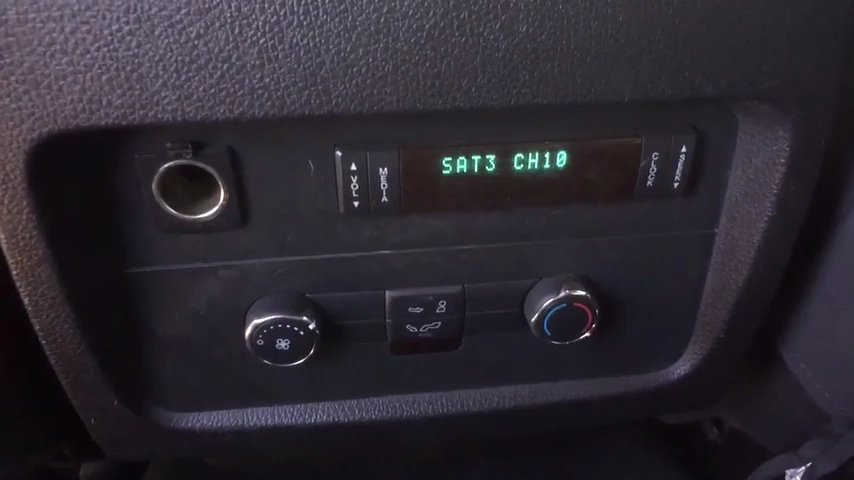 VOL
MEDIA
SAT3 CH10
CLOCK
SEEK